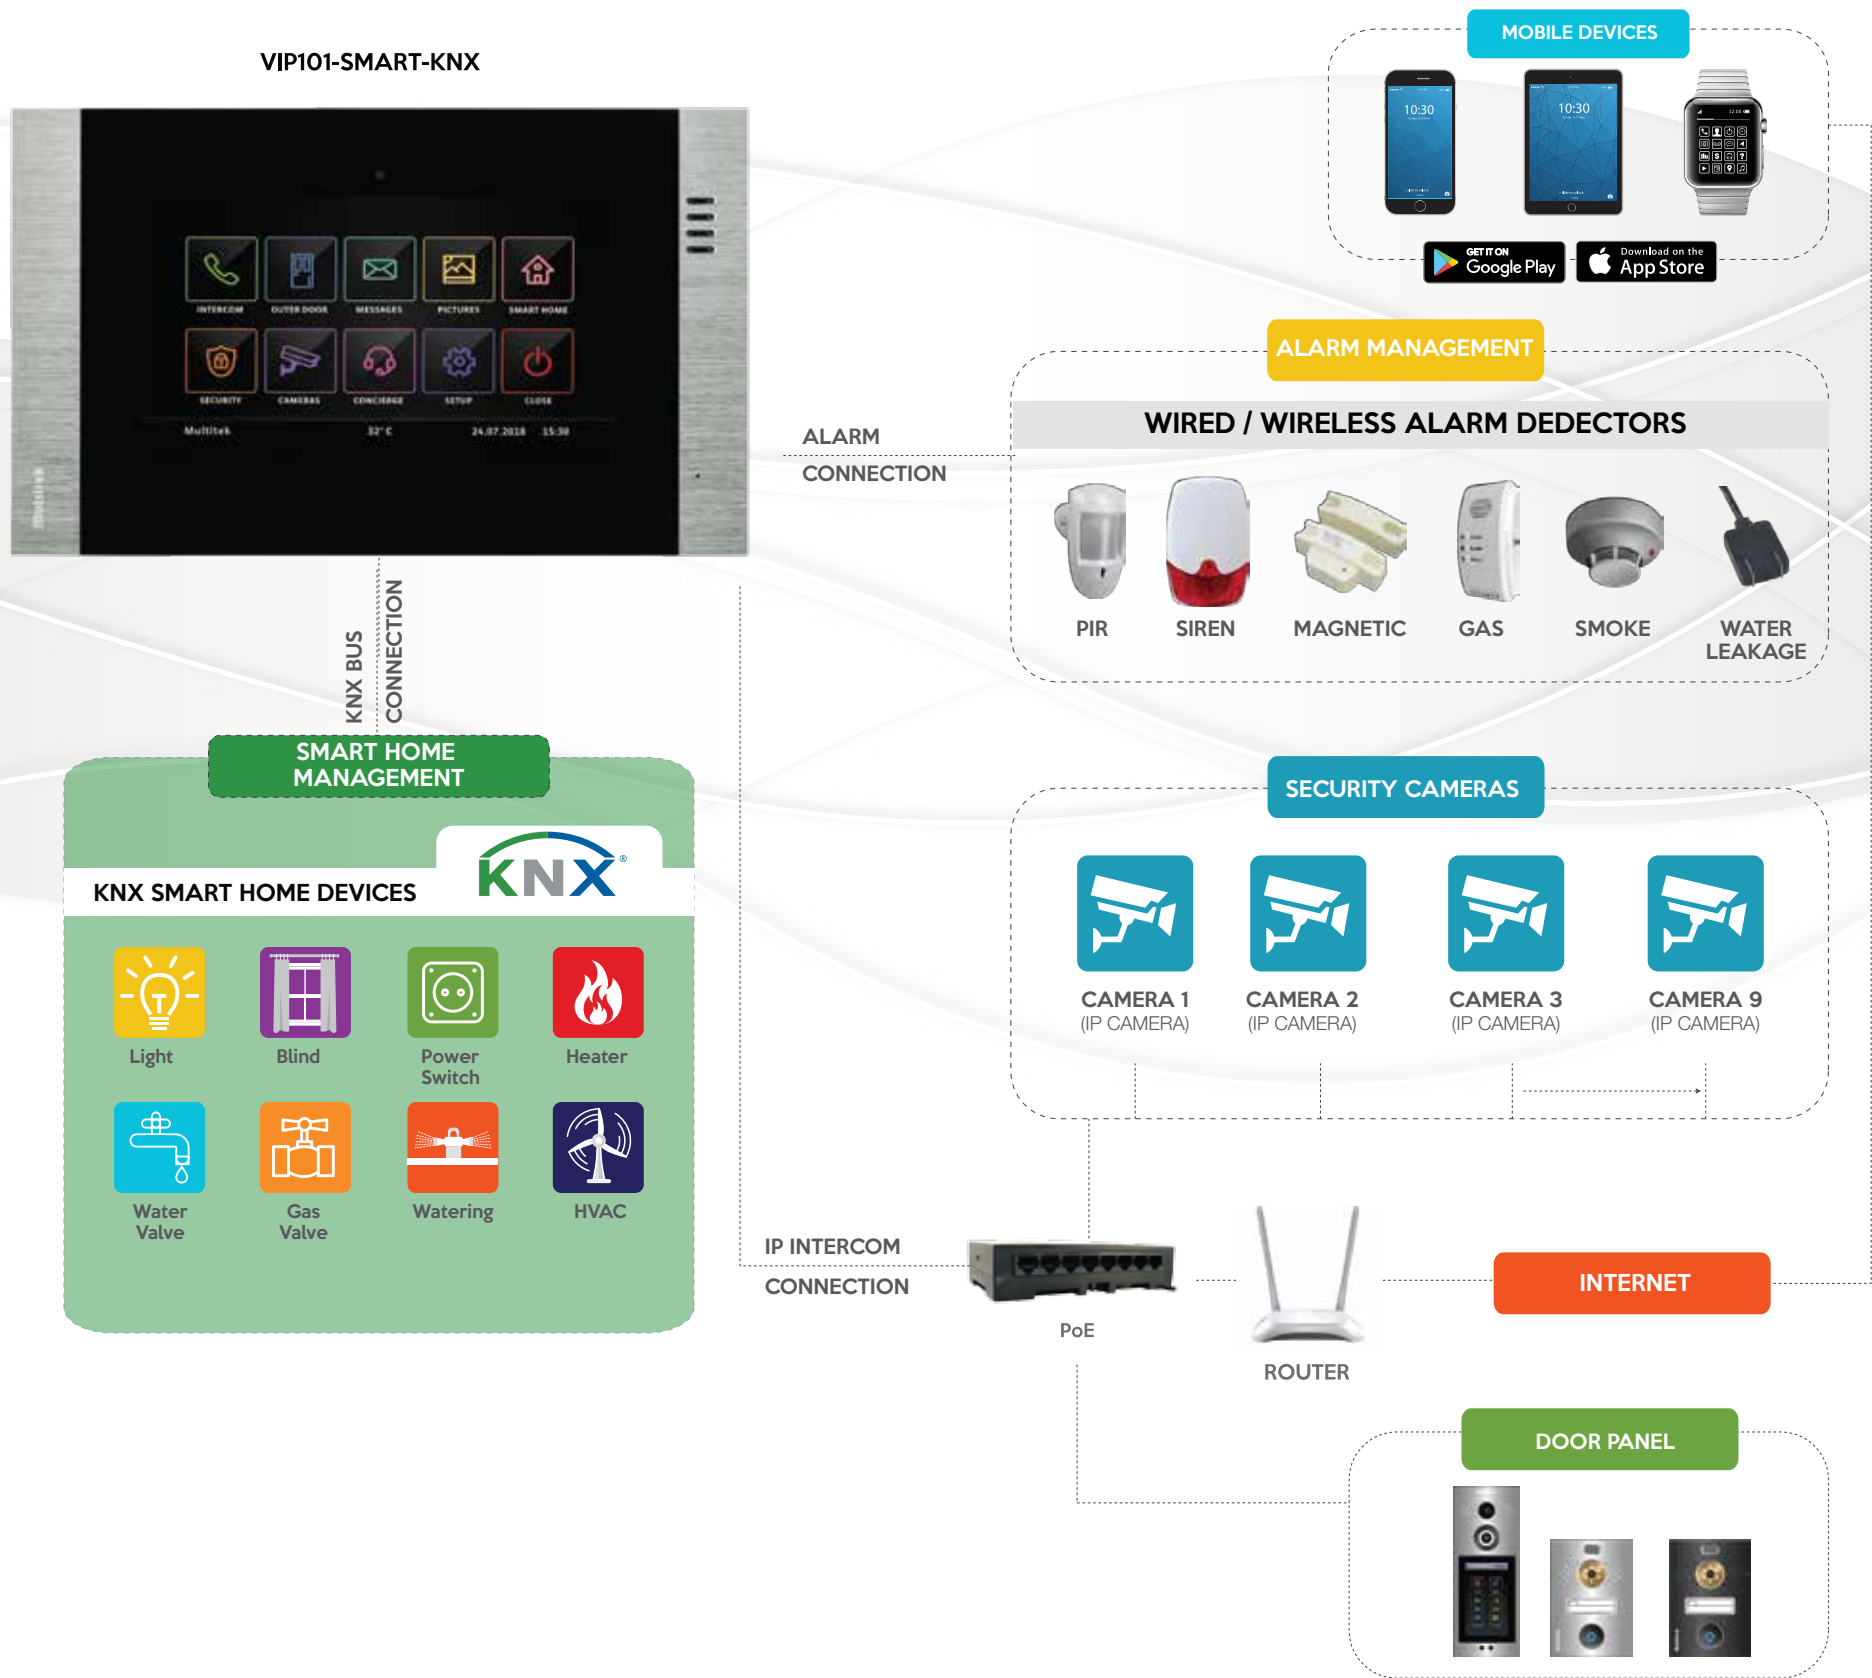 VIP101-SMART-KNX
INTERCOM
OUTER DOOR
MESSAGES
PICTURES
SMART HOME
SECURITY
CAMERAS
CONCIERGE
SETUP
CLOSE
Multitek
32° C
24.07.2018
15:30
Multitek
KNX BUS
CONNECTION
SMART HOME
MANAGEMENT
KNX SMART HOME DEVICES
KNX®
Light
Blind
Power
Switch
Heater
Water
Valve
Gas
Valve
Watering
HVAC
MOBILE DEVICES
10:30
10:30
12:00
GET IT ON
Google Play
Download on the
App Store
ALARM
CONNECTION
ALARM MANAGEMENT
WIRED / WIRELESS ALARM DEDECTORS
PIR
SIREN
MAGNETIC
GAS
SMOKE
WATER
LEAKAGE
SECURITY CAMERAS
CAMERA 1
(IP CAMERA)
CAMERA 2
(IP CAMERA)
CAMERA 3
(IP CAMERA)
CAMERA 9
(IP CAMERA)
IP INTERCOM
CONNECTION
PoE
ROUTER
INTERNET
DOOR PANEL